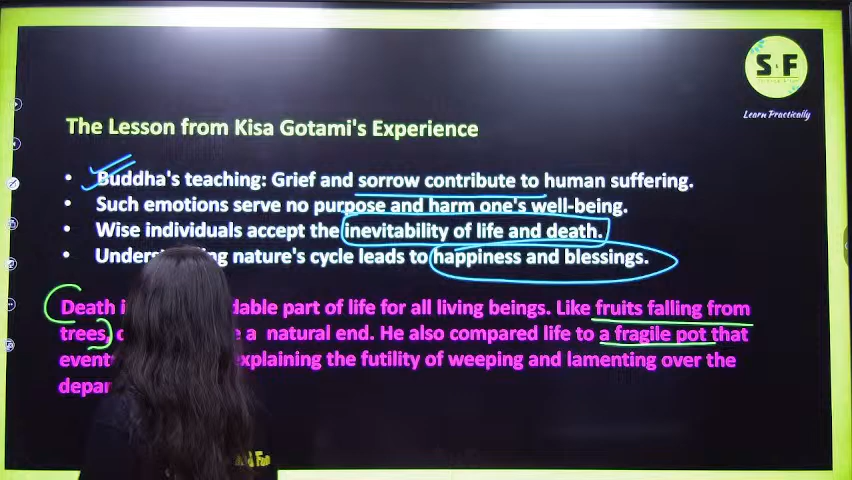 S & F
Learn Practically
The Lesson from Kisa Gotami's Experience
• Buddha's teaching: Grief and sorrow contribute to human suffering.
• Such emotions serve no purpose and harm one's well-being.
• Wise individuals accept the inevitability of life and death.
• nature's cycle leads to happiness and blessings.
Death part of life for all living beings. Like fruits falling from
trees, a natural end. He also compared life to a fragile pot that
explaining the futility of weeping and lamenting over the